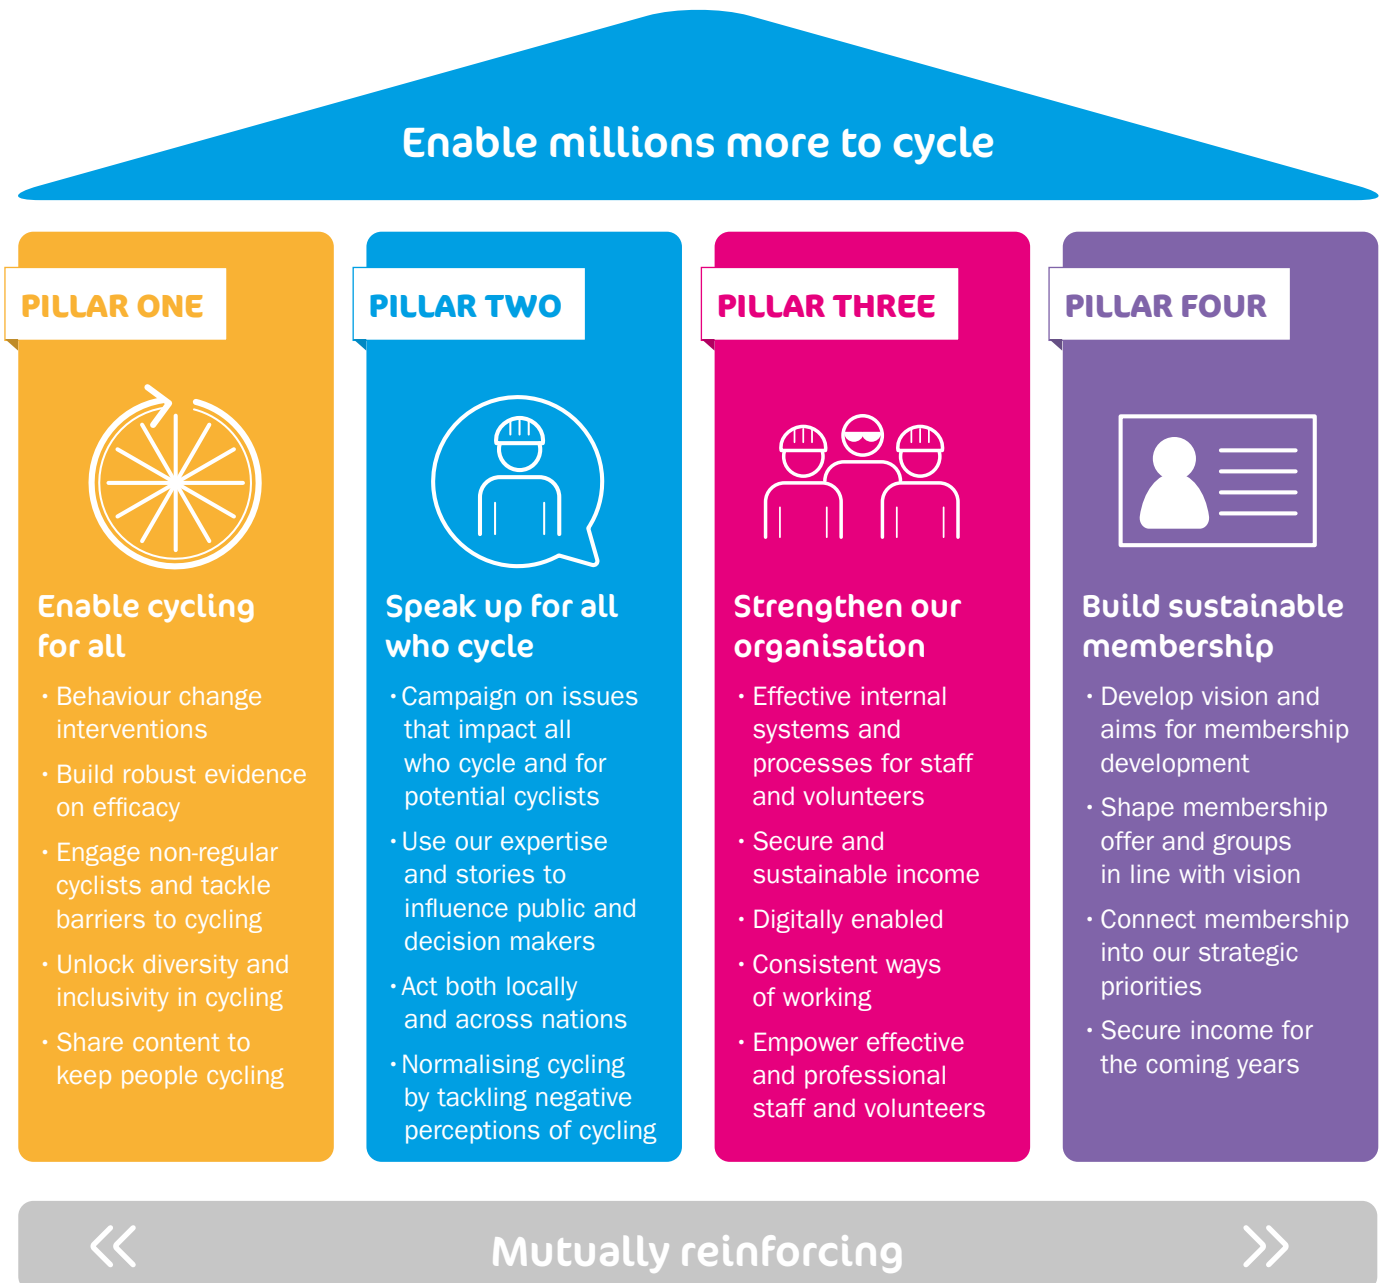 Enable millions more to cycle
PILLAR ONE
Enable cycling
for all
· Behaviour change
interventions
· Build robust evidence
on efficacy
· Engage non-regular
cyclists and tackle
barriers to cycling
· Unlock diversity and
inclusivity in cycling
· Share content to
keep people cycling
PILLAR TWO
Speak up for all
who cycle
· Campaign on issues
that impact all
who cycle and for
potential cyclists
· Use our expertise
and stories to
influence public and
decision makers
· Act both locally
and across nations
· Normalising cycling
by tackling negative
perceptions of cycling
PILLAR THREE
Strengthen our
organisation
· Effective internal
systems and
processes for staff
and volunteers
· Secure and
sustainable income
· Digitally enabled
· Consistent ways
of working
· Empower effective
and professional
staff and volunteers
PILLAR FOUR
Build sustainable
membership
· Develop vision and
aims for membership
development
· Shape membership
offer and groups
in line with vision
· Connect membership
into our strategic
priorities
· Secure income for
the coming years
Mutually reinforcing